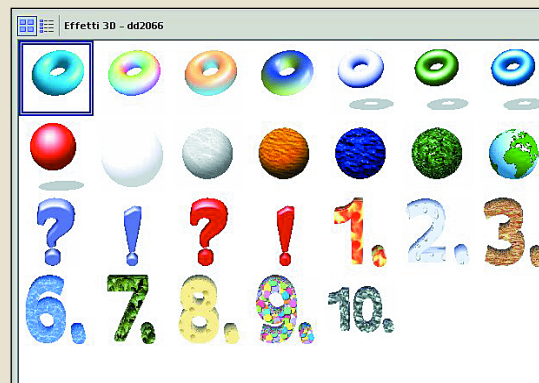 Effetti 3D - dd2066
? ! ? ! 1. 2. 3.
6. 7. 8. 9. 10.